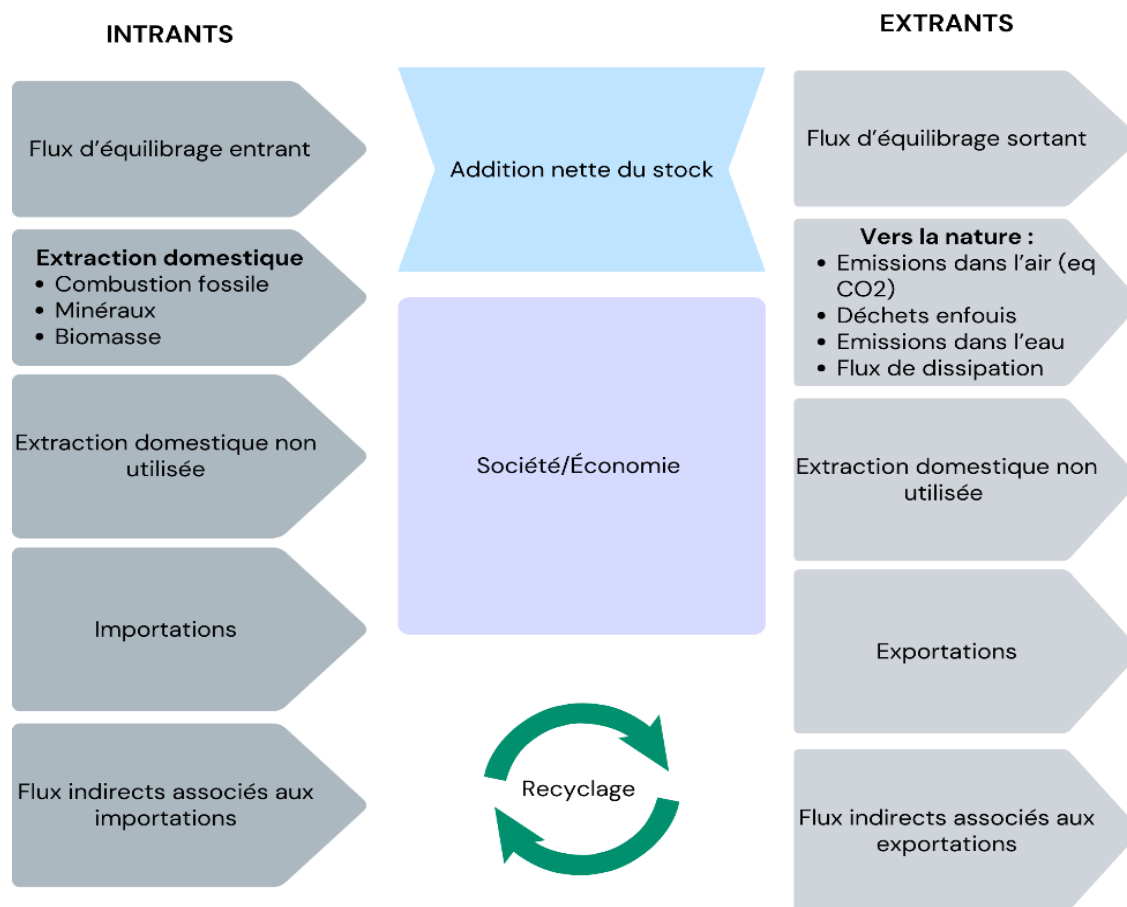 INTRANTS
Flux d'équilibrage entrant
Extraction domestique
• Combustion fossile
• Minéraux
• Biomasse
Extraction domestique non
utilisée
Importations
Flux indirects associés aux
importations
Addition nette du stock
Société/Économie
Recyclage
EXTRANTS
Flux d'équilibrage sortant
Vers la nature :
• Emissions dans l'air (eq
CO2)
• Déchets enfouis
• Emissions dans l'eau
• Flux de dissipation
Extraction domestique non
utilisée
Exportations
Flux indirects associés aux
exportations